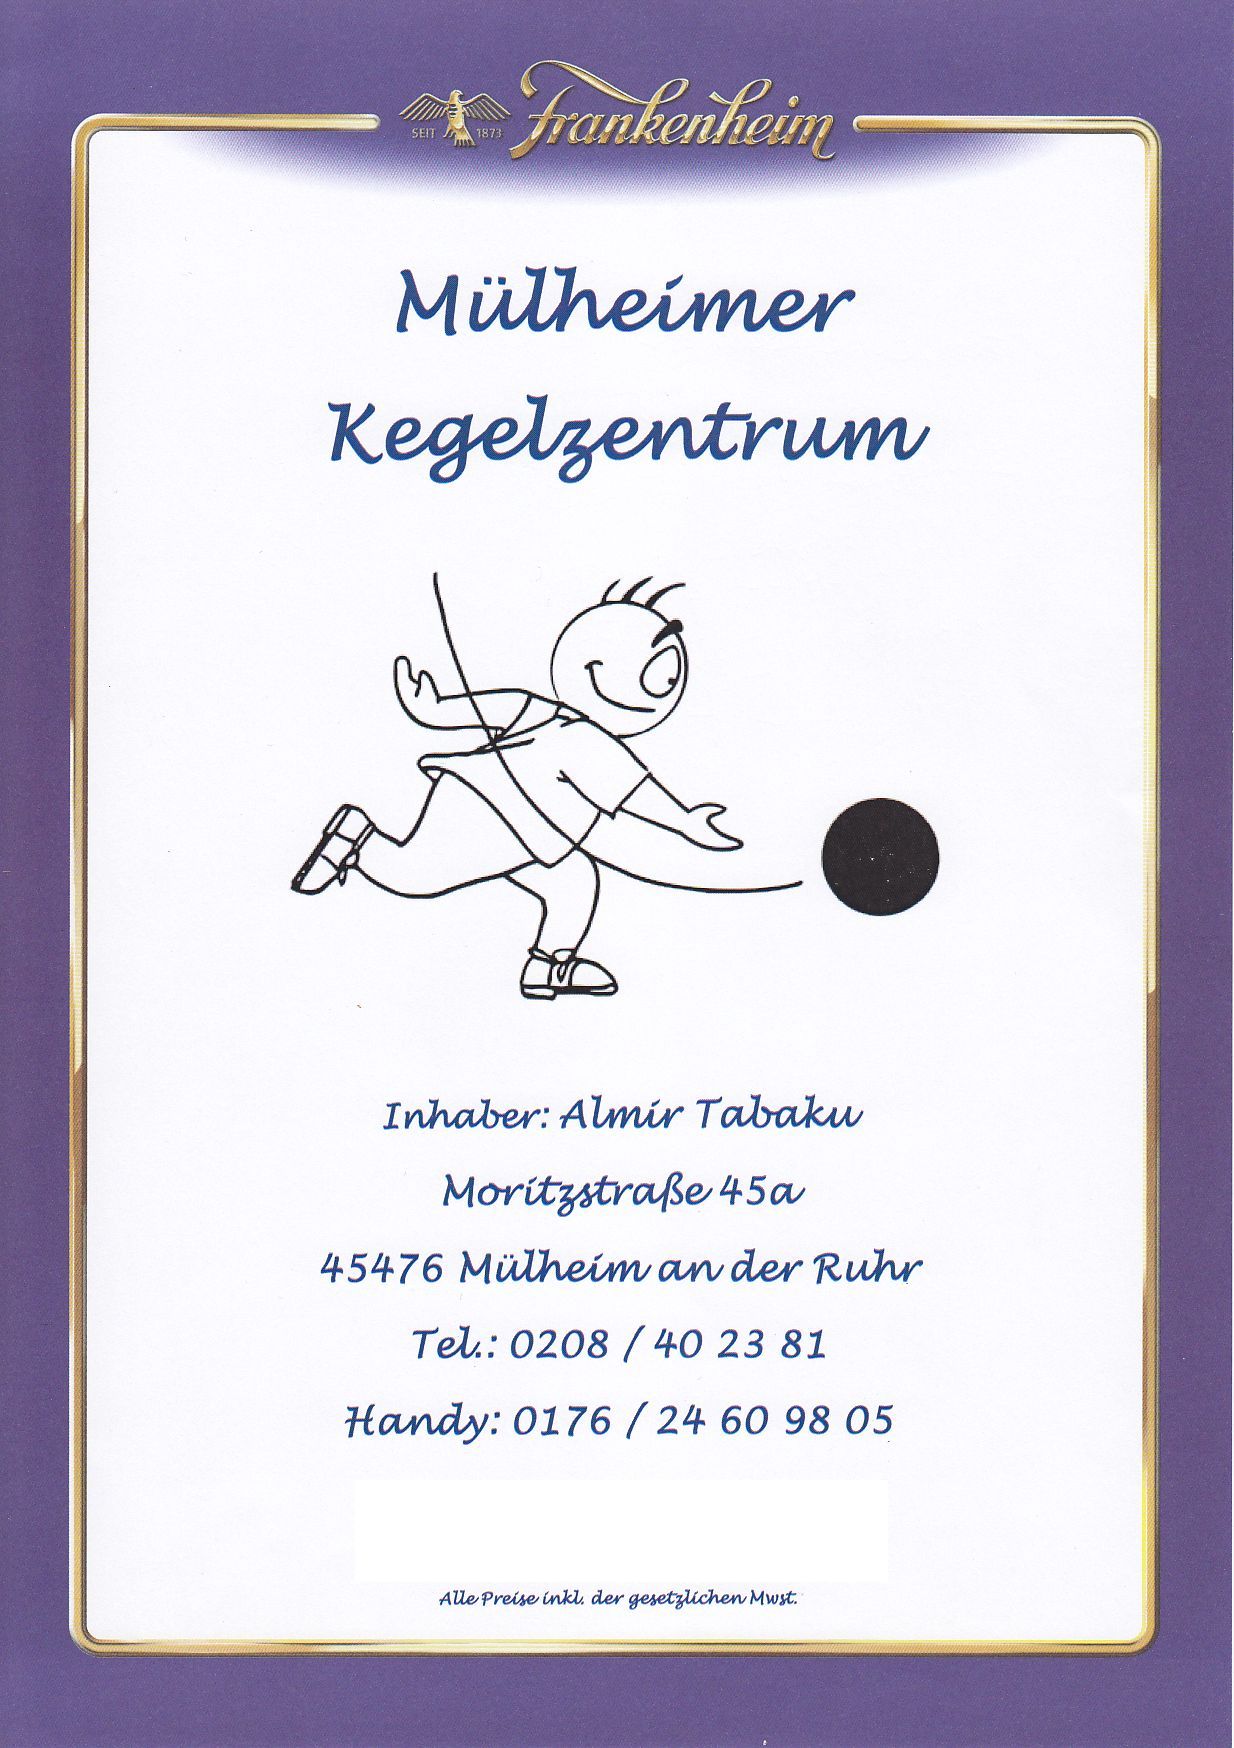 SEIT 1873
Frankenheim
Mülheimer
Kegelzentrum
Inhaber: Almir Tabaku
Moritzstraße 45a
45476 Mülheim an der Ruhr
Tel.: 0208 / 40 23 81
Handy: 0176 / 24 60 98 05
Alle Preise inkl. der gesetzlichen Mwst.